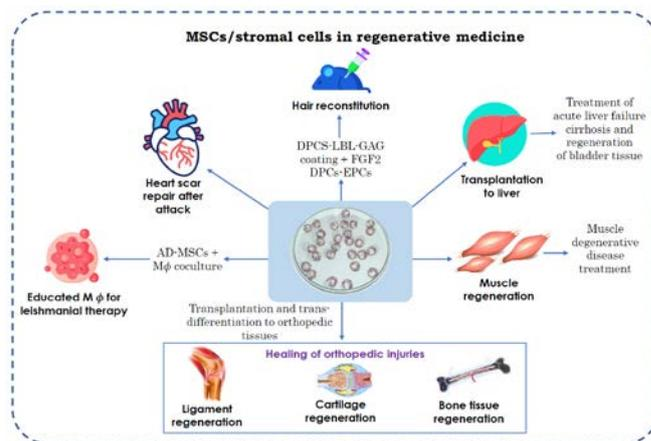 MSCs/stromal cells in regenerative medicine
Hair reconstitution
DPCS-LBL-GAG
coating + FGF2
DPCs-EPCs
Heart scar
repair after
attack
Transplantation
to liver
Treatment of
acute liver failure
cirrhosis and
regeneration
of bladder tissue
Educated M ϕ for
leishmanial therapy
AD-MSCs +
Mϕ coculture
Muscle
regeneration
Muscle
degenerative
disease
treatment
Transplantation and trans-
differentiation to orthopedic
tissues
Healing of orthopedic injuries
Ligament
regeneration
Cartilage
regeneration
Bone tissue
regeneration